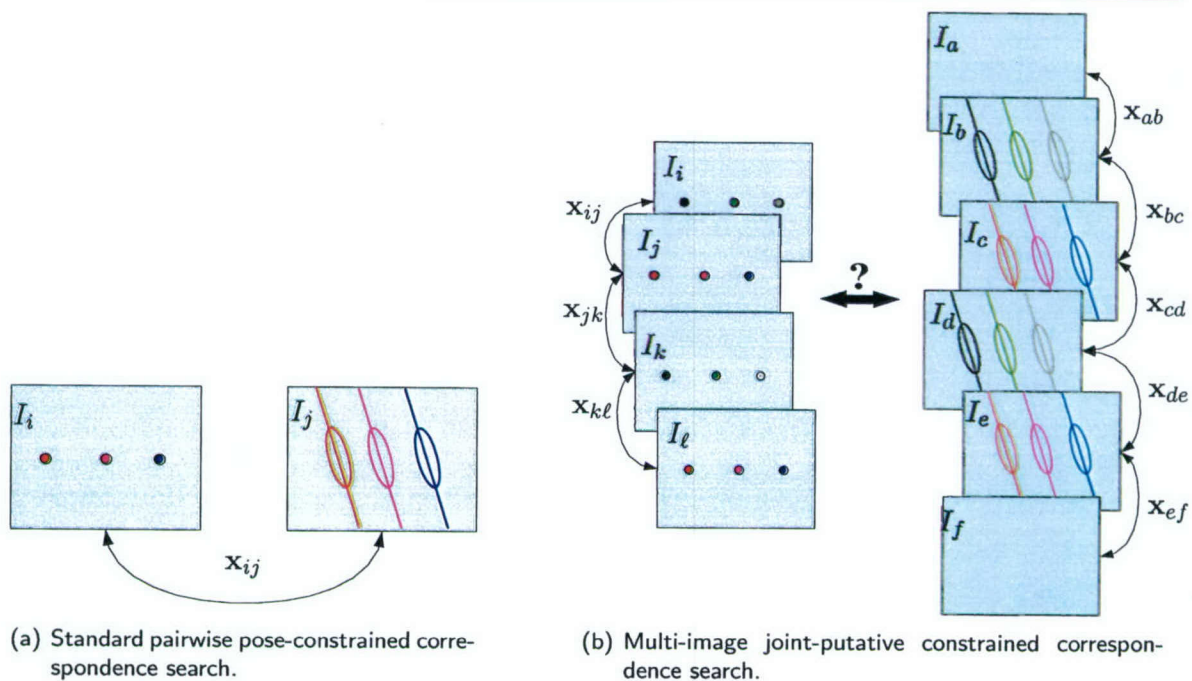 I_i
I_j
x_ij
(a) Standard pairwise pose-constrained corre-
spondence search.
I_i
x_ij
I_j
x_jk
I_k
x_kℓ
I_ℓ
?
I_a
x_ab
I_b
x_bc
I_c
x_cd
I_d
x_de
I_e
x_ef
I_f
(b) Multi-image joint-putative constrained correspon-
dence search.